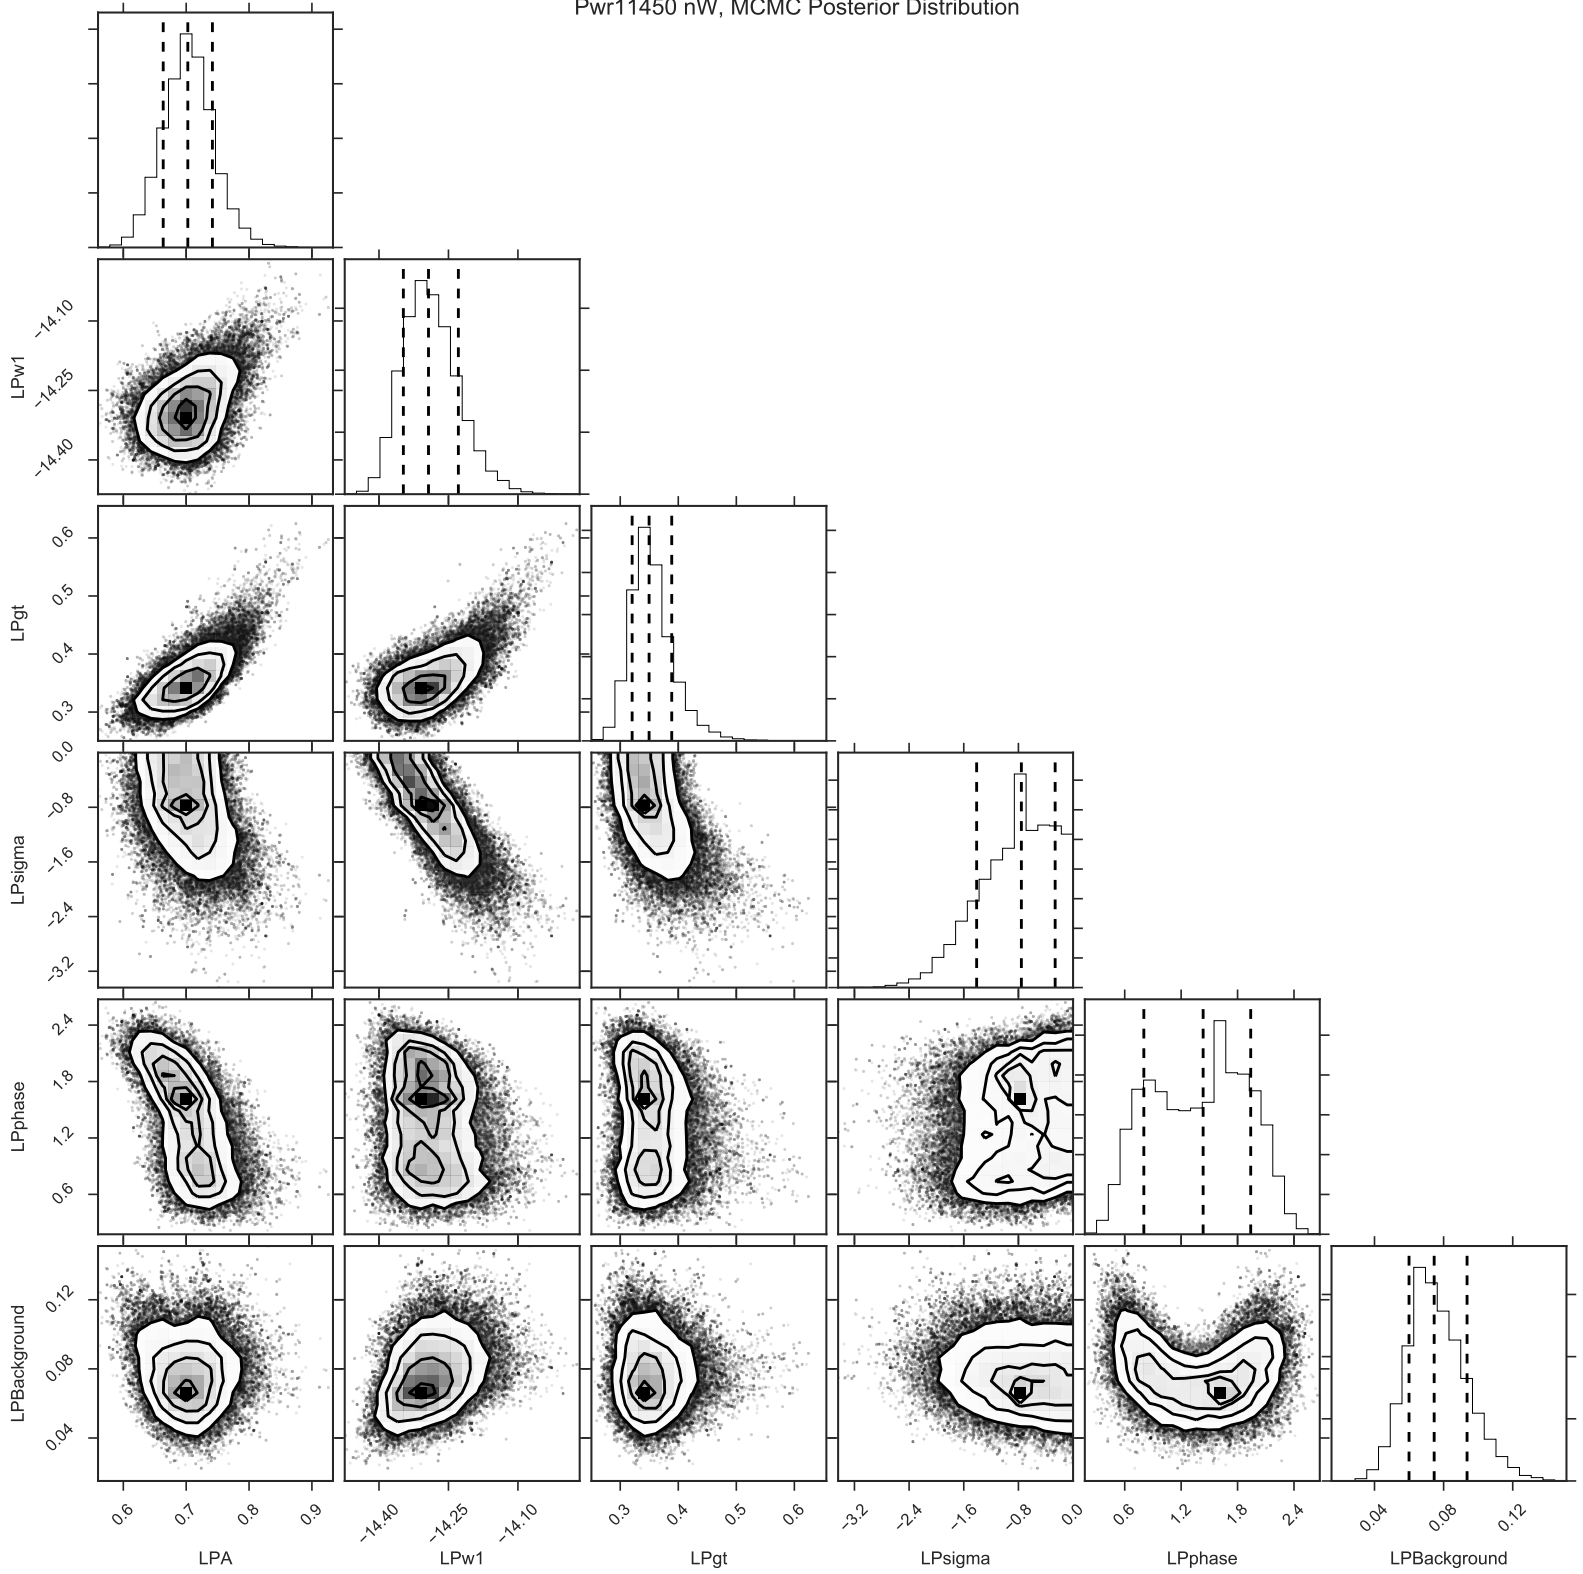 Pwr11450 nW, MCMC Posterior Distribution
−14.10
−14.25
−14.40
LPw1
0.6
0.5
0.4
0.3
LPgt
0.0
−0.8
−1.6
−2.4
−3.2
LPsigma
2.4
1.8
1.2
0.6
LPphase
0.12
0.08
0.04
LPBackground
0.6 0.7 0.8 0.9 −14.40 −14.25 −14.10 0.3 0.4 0.5 0.6 −3.2 −2.4 −1.6 −0.8 0.0 0.6 1.2 1.8 2.4 0.04 0.08 0.12
LPA LPw1 LPgt LPsigma LPphase LPBackground